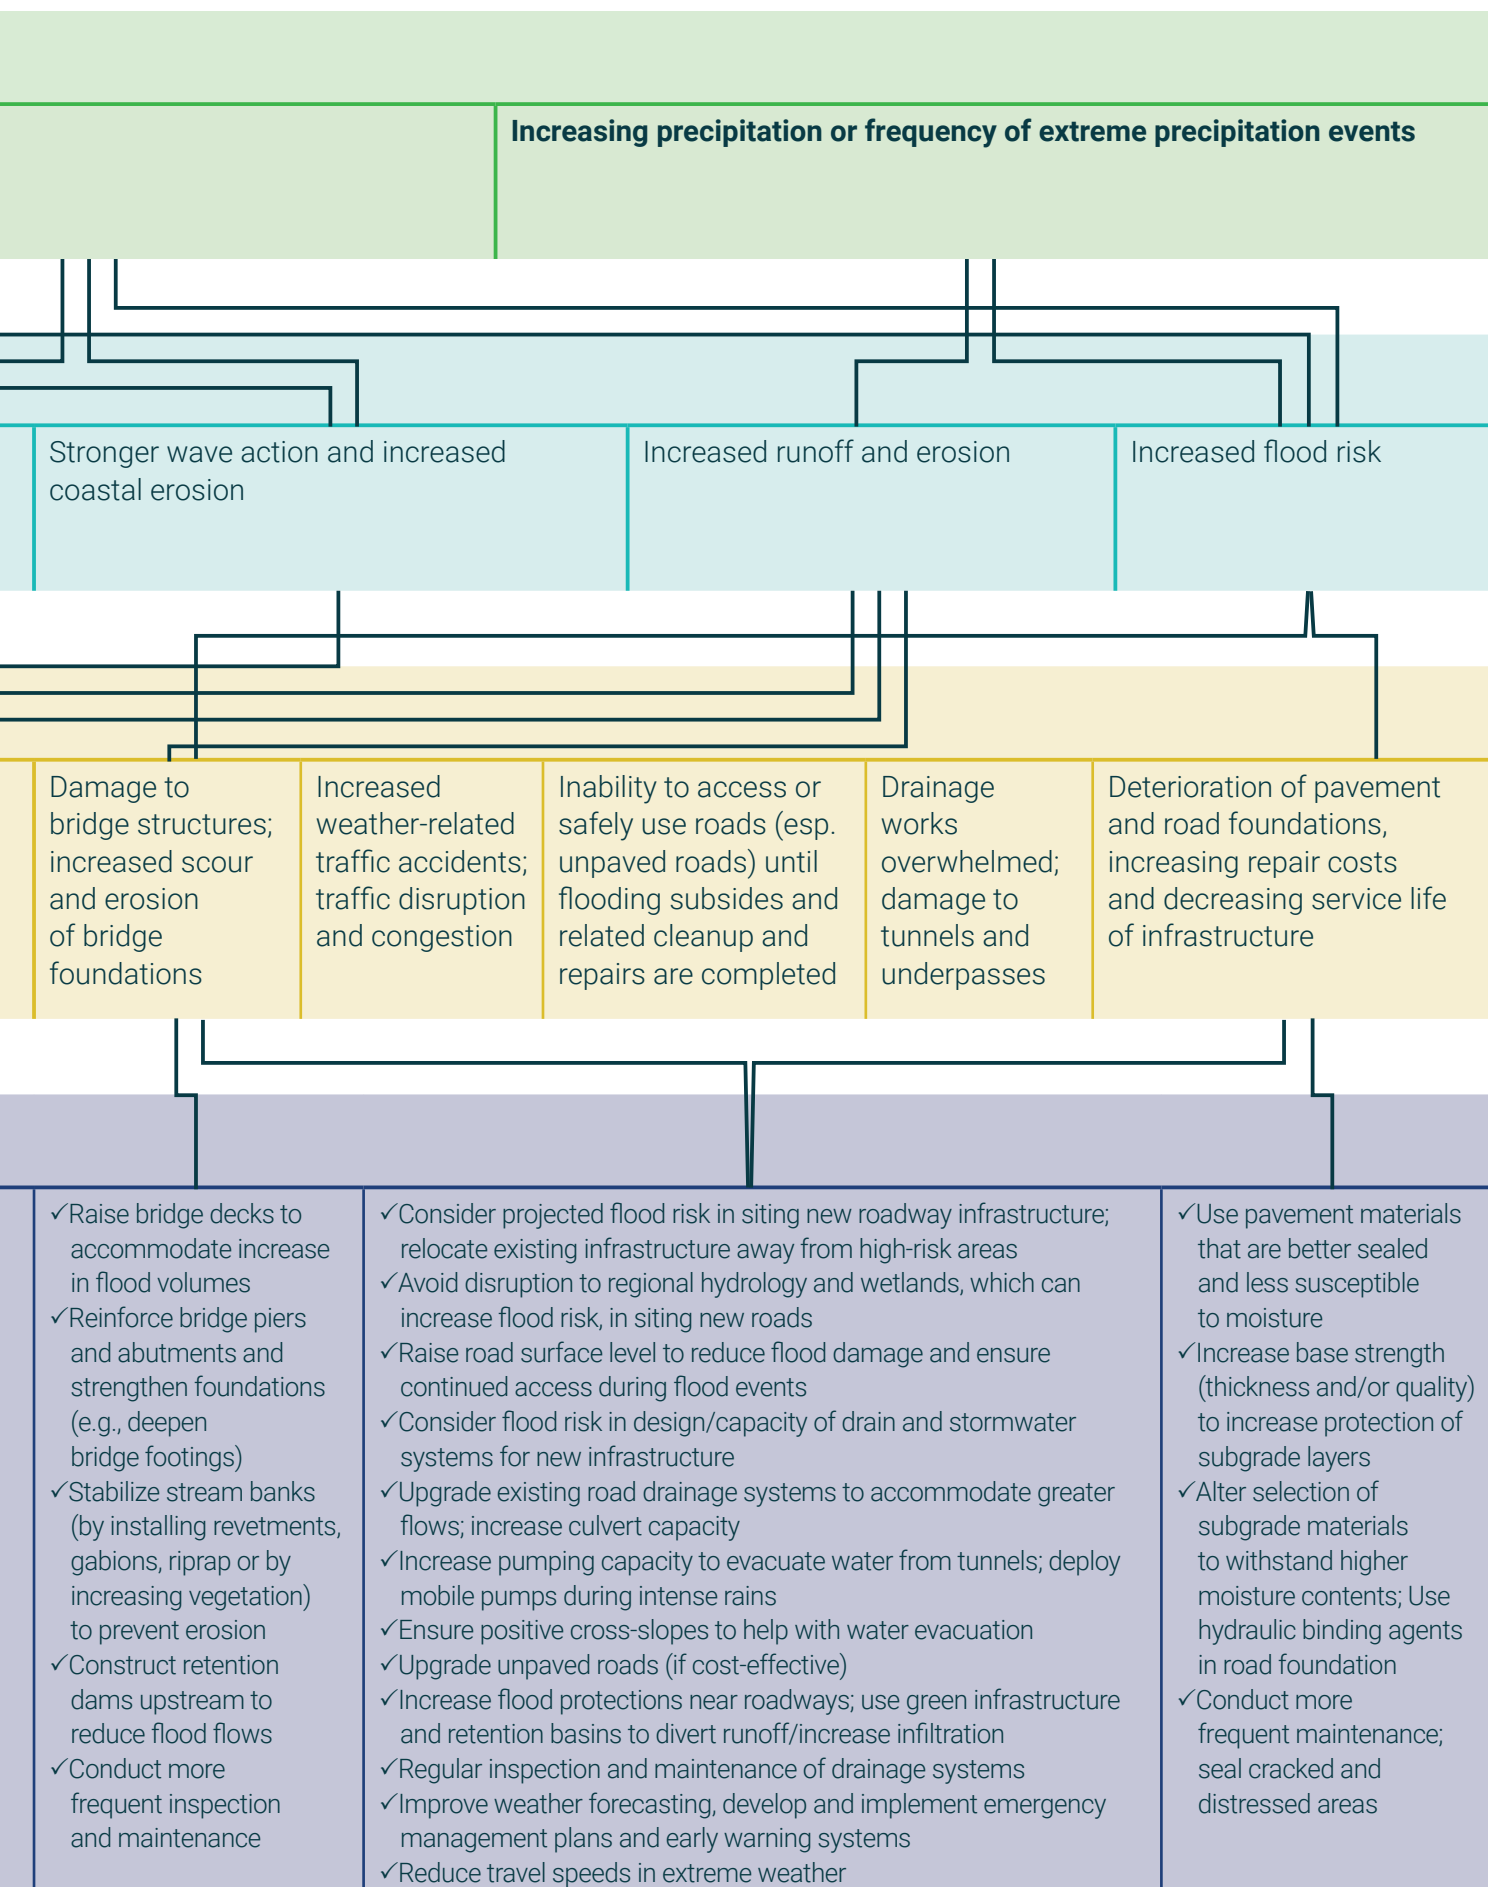 Increasing precipitation or frequency of extreme precipitation events
Stronger wave action and increased
coastal erosion
Increased runoff and erosion
Increased flood risk
Damage to
bridge structures;
increased scour
and erosion
of bridge
foundations
Increased
weather-related
traffic accidents;
traffic disruption
and congestion
Inability to access or
safely use roads (esp.
unpaved roads) until
flooding subsides and
related cleanup and
repairs are completed
Drainage
works
overwhelmed;
damage to
tunnels and
underpasses
Deterioration of pavement
and road foundations,
increasing repair costs
and decreasing service life
of infrastructure
✓Raise bridge decks to
accommodate increase
in flood volumes
✓Reinforce bridge piers
and abutments and
strengthen foundations
(e.g., deepen
bridge footings)
✓Stabilize stream banks
(by installing revetments,
gabions, riprap or by
increasing vegetation)
to prevent erosion
✓Construct retention
dams upstream to
reduce flood flows
✓Conduct more
frequent inspection
and maintenance
✓Consider projected flood risk in siting new roadway infrastructure;
relocate existing infrastructure away from high-risk areas
✓Avoid disruption to regional hydrology and wetlands, which can
increase flood risk, in siting new roads
✓Raise road surface level to reduce flood damage and ensure
continued access during flood events
✓Consider flood risk in design/capacity of drain and stormwater
systems for new infrastructure
✓Upgrade existing road drainage systems to accommodate greater
flows; increase culvert capacity
✓Increase pumping capacity to evacuate water from tunnels; deploy
mobile pumps during intense rains
✓Ensure positive cross-slopes to help with water evacuation
✓Upgrade unpaved roads (if cost-effective)
✓Increase flood protections near roadways; use green infrastructure
and retention basins to divert runoff/increase infiltration
✓Regular inspection and maintenance of drainage systems
✓Improve weather forecasting, develop and implement emergency
management plans and early warning systems
✓Reduce travel speeds in extreme weather
✓Use pavement materials
that are better sealed
and less susceptible
to moisture
✓Increase base strength
(thickness and/or quality)
to increase protection of
subgrade layers
✓Alter selection of
subgrade materials
to withstand higher
moisture contents; Use
hydraulic binding agents
in road foundation
✓Conduct more
frequent maintenance;
seal cracked and
distressed areas